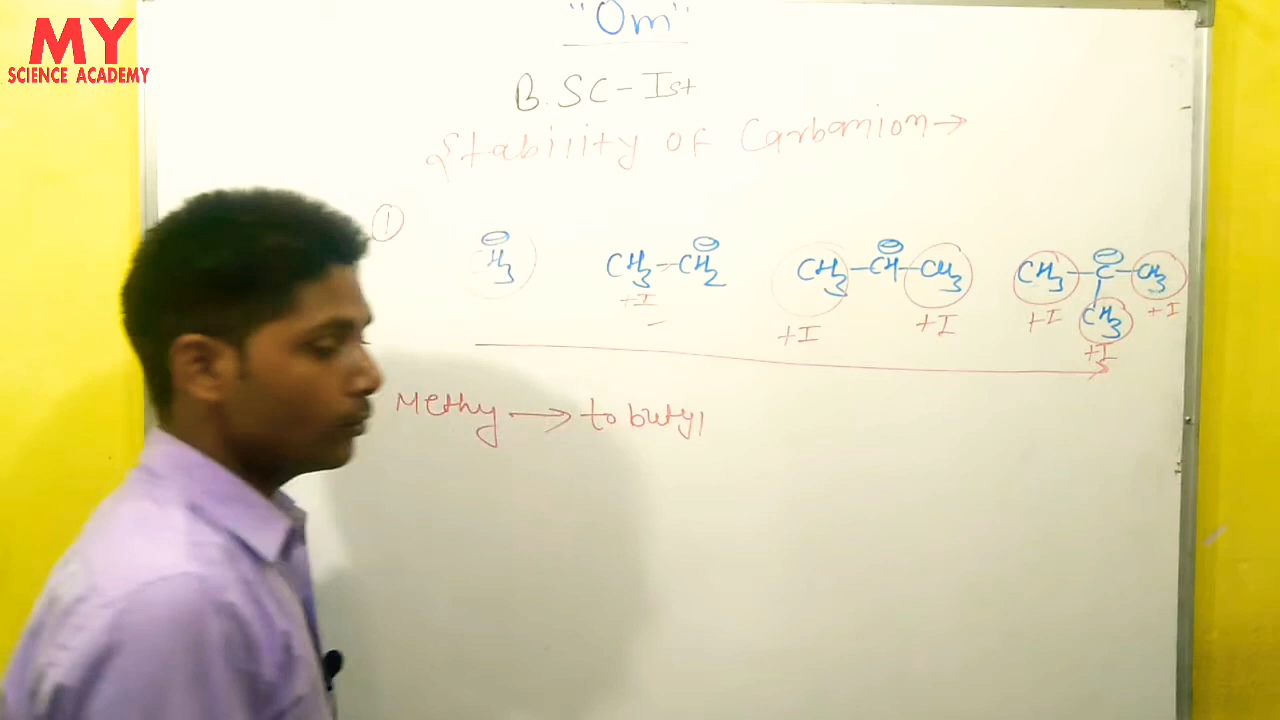 MY
SCIENCE ACADEMY
"Om"
B.SC-Ist
Stability of Carbanion→
①
CH3⊖ CH3-CH2⊖ CH3-CH⊖-CH3 CH3-C⊖-CH3
CH3
+I +I +I +I +I
+I
Methy → to butyl